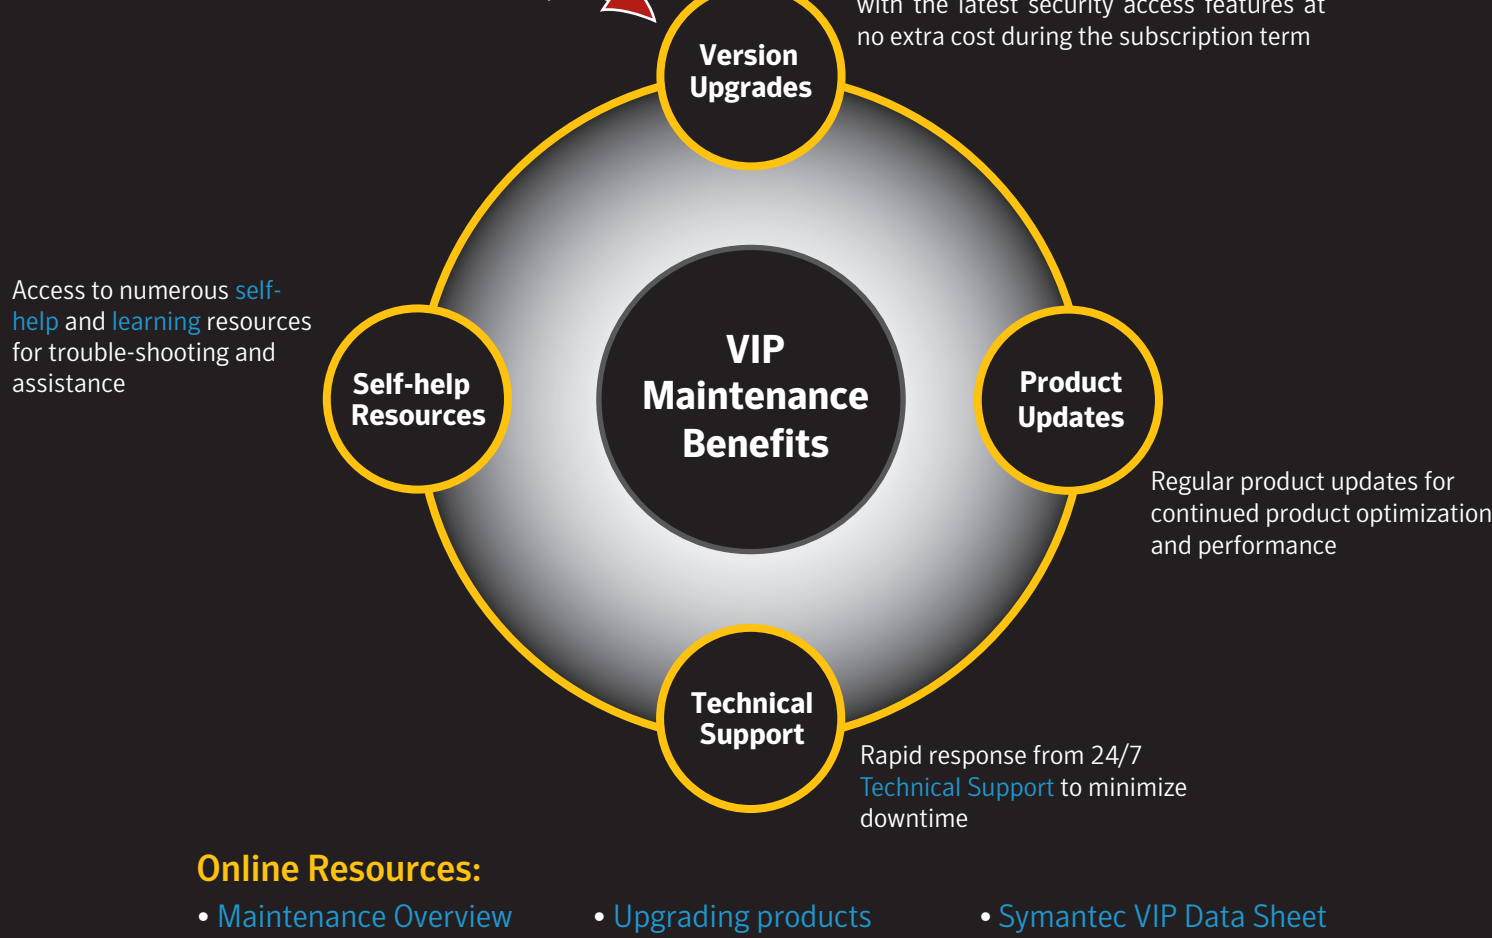 with the latest security access features at
no extra cost during the subscription term
Version
Upgrades
Access to numerous self-
help and learning resources
for trouble-shooting and
assistance
Self-help
Resources
VIP
Maintenance
Benefits
Product
Updates
Regular product updates for
continued product optimization
and performance
Technical
Support
Rapid response from 24/7
Technical Support to minimize
downtime
Online Resources:
• Maintenance Overview
• Upgrading products
• Symantec VIP Data Sheet